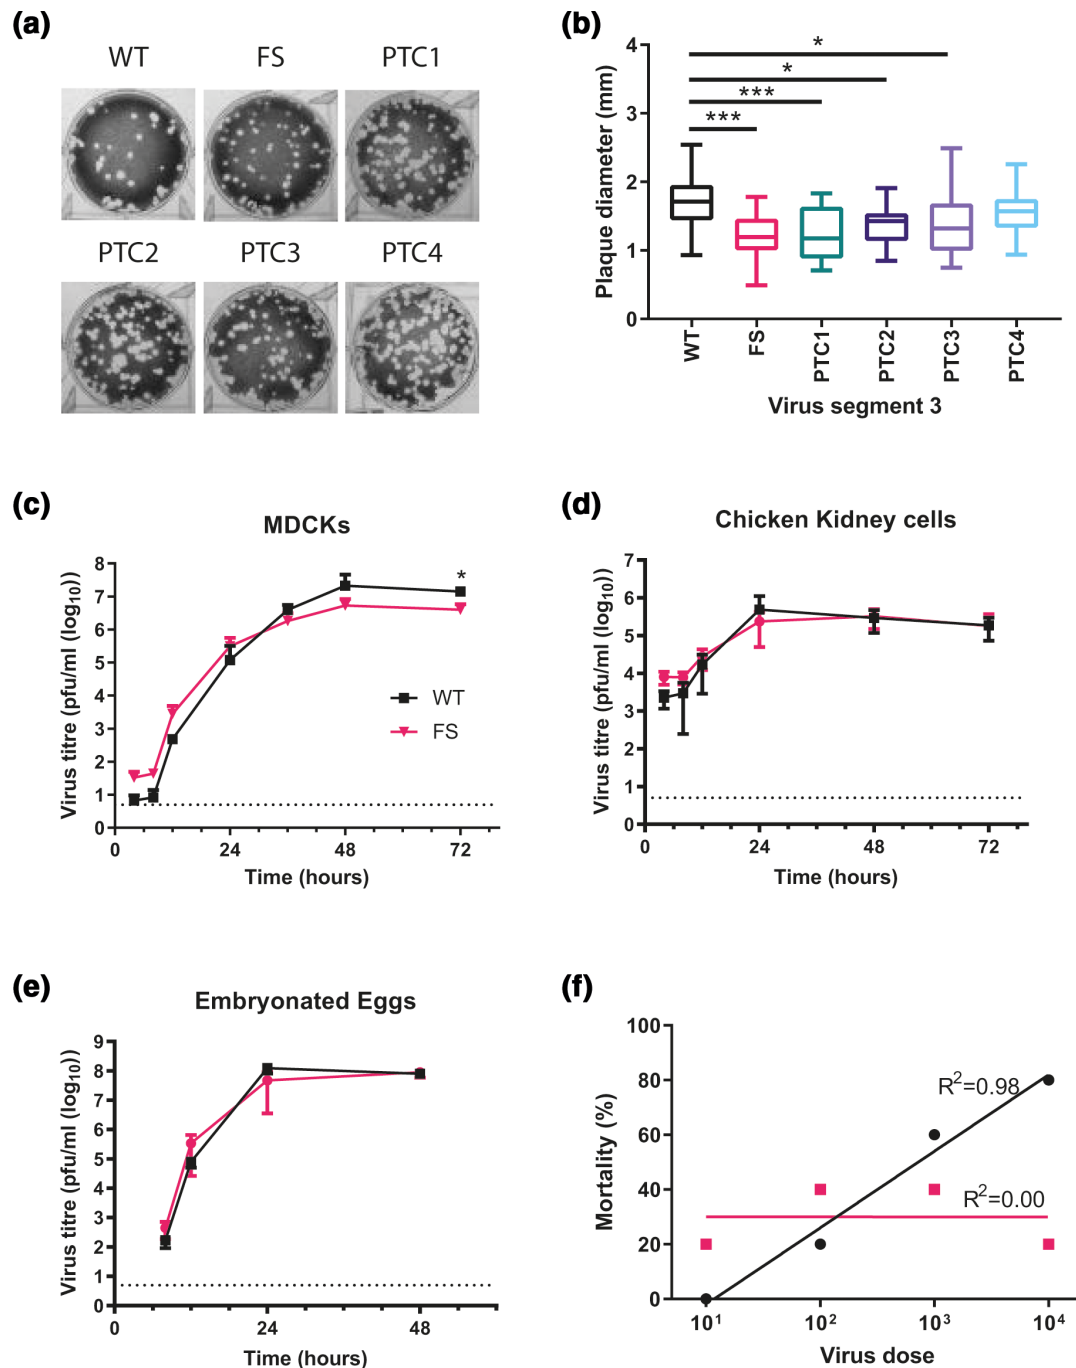 (a)
WT FS PTC1
PTC2 PTC3 PTC4
(b)
Plaque diameter (mm)
4
3
2
1
0
*
*
***
***
WT FS PTC1 PTC2 PTC3 PTC4
Virus segment 3
(c)
MDCKs
Virus titre (pfu/ml (log₁₀))
8
7
6
5
4
3
2
1
0
*
WT
FS
0 24 48 72
Time (hours)
(d)
Chicken Kidney cells
Virus titre (pfu/ml (log₁₀))
7
6
5
4
3
2
1
0
0 24 48 72
Time (hours)
(e)
Embryonated Eggs
Virus titre (pfu/ml (log₁₀))
9
8
7
6
5
4
3
2
1
0
0 24 48
Time (hours)
(f)
Mortality (%)
100
80
60
40
20
0
R²=0.98
R²=0.00
10¹ 10² 10³ 10⁴
Virus dose